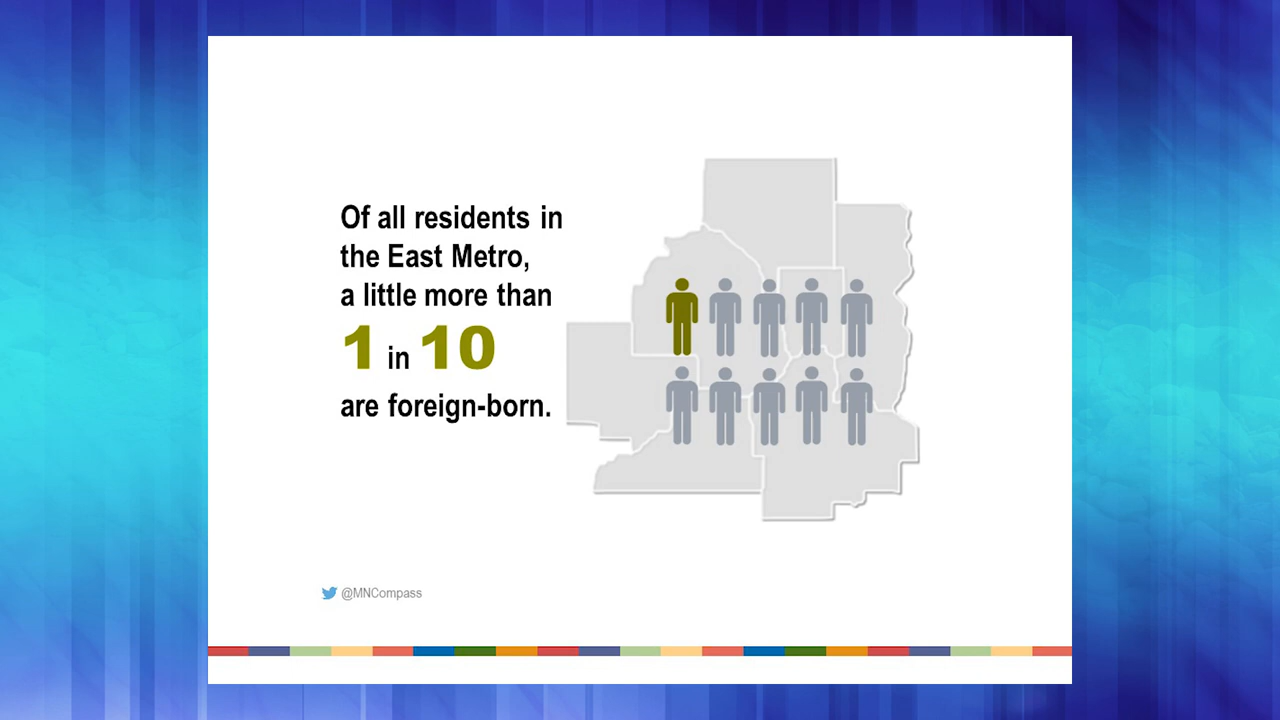 Of all residents in
the East Metro,
a little more than
1 in 10
are foreign-born.
@MNCompass